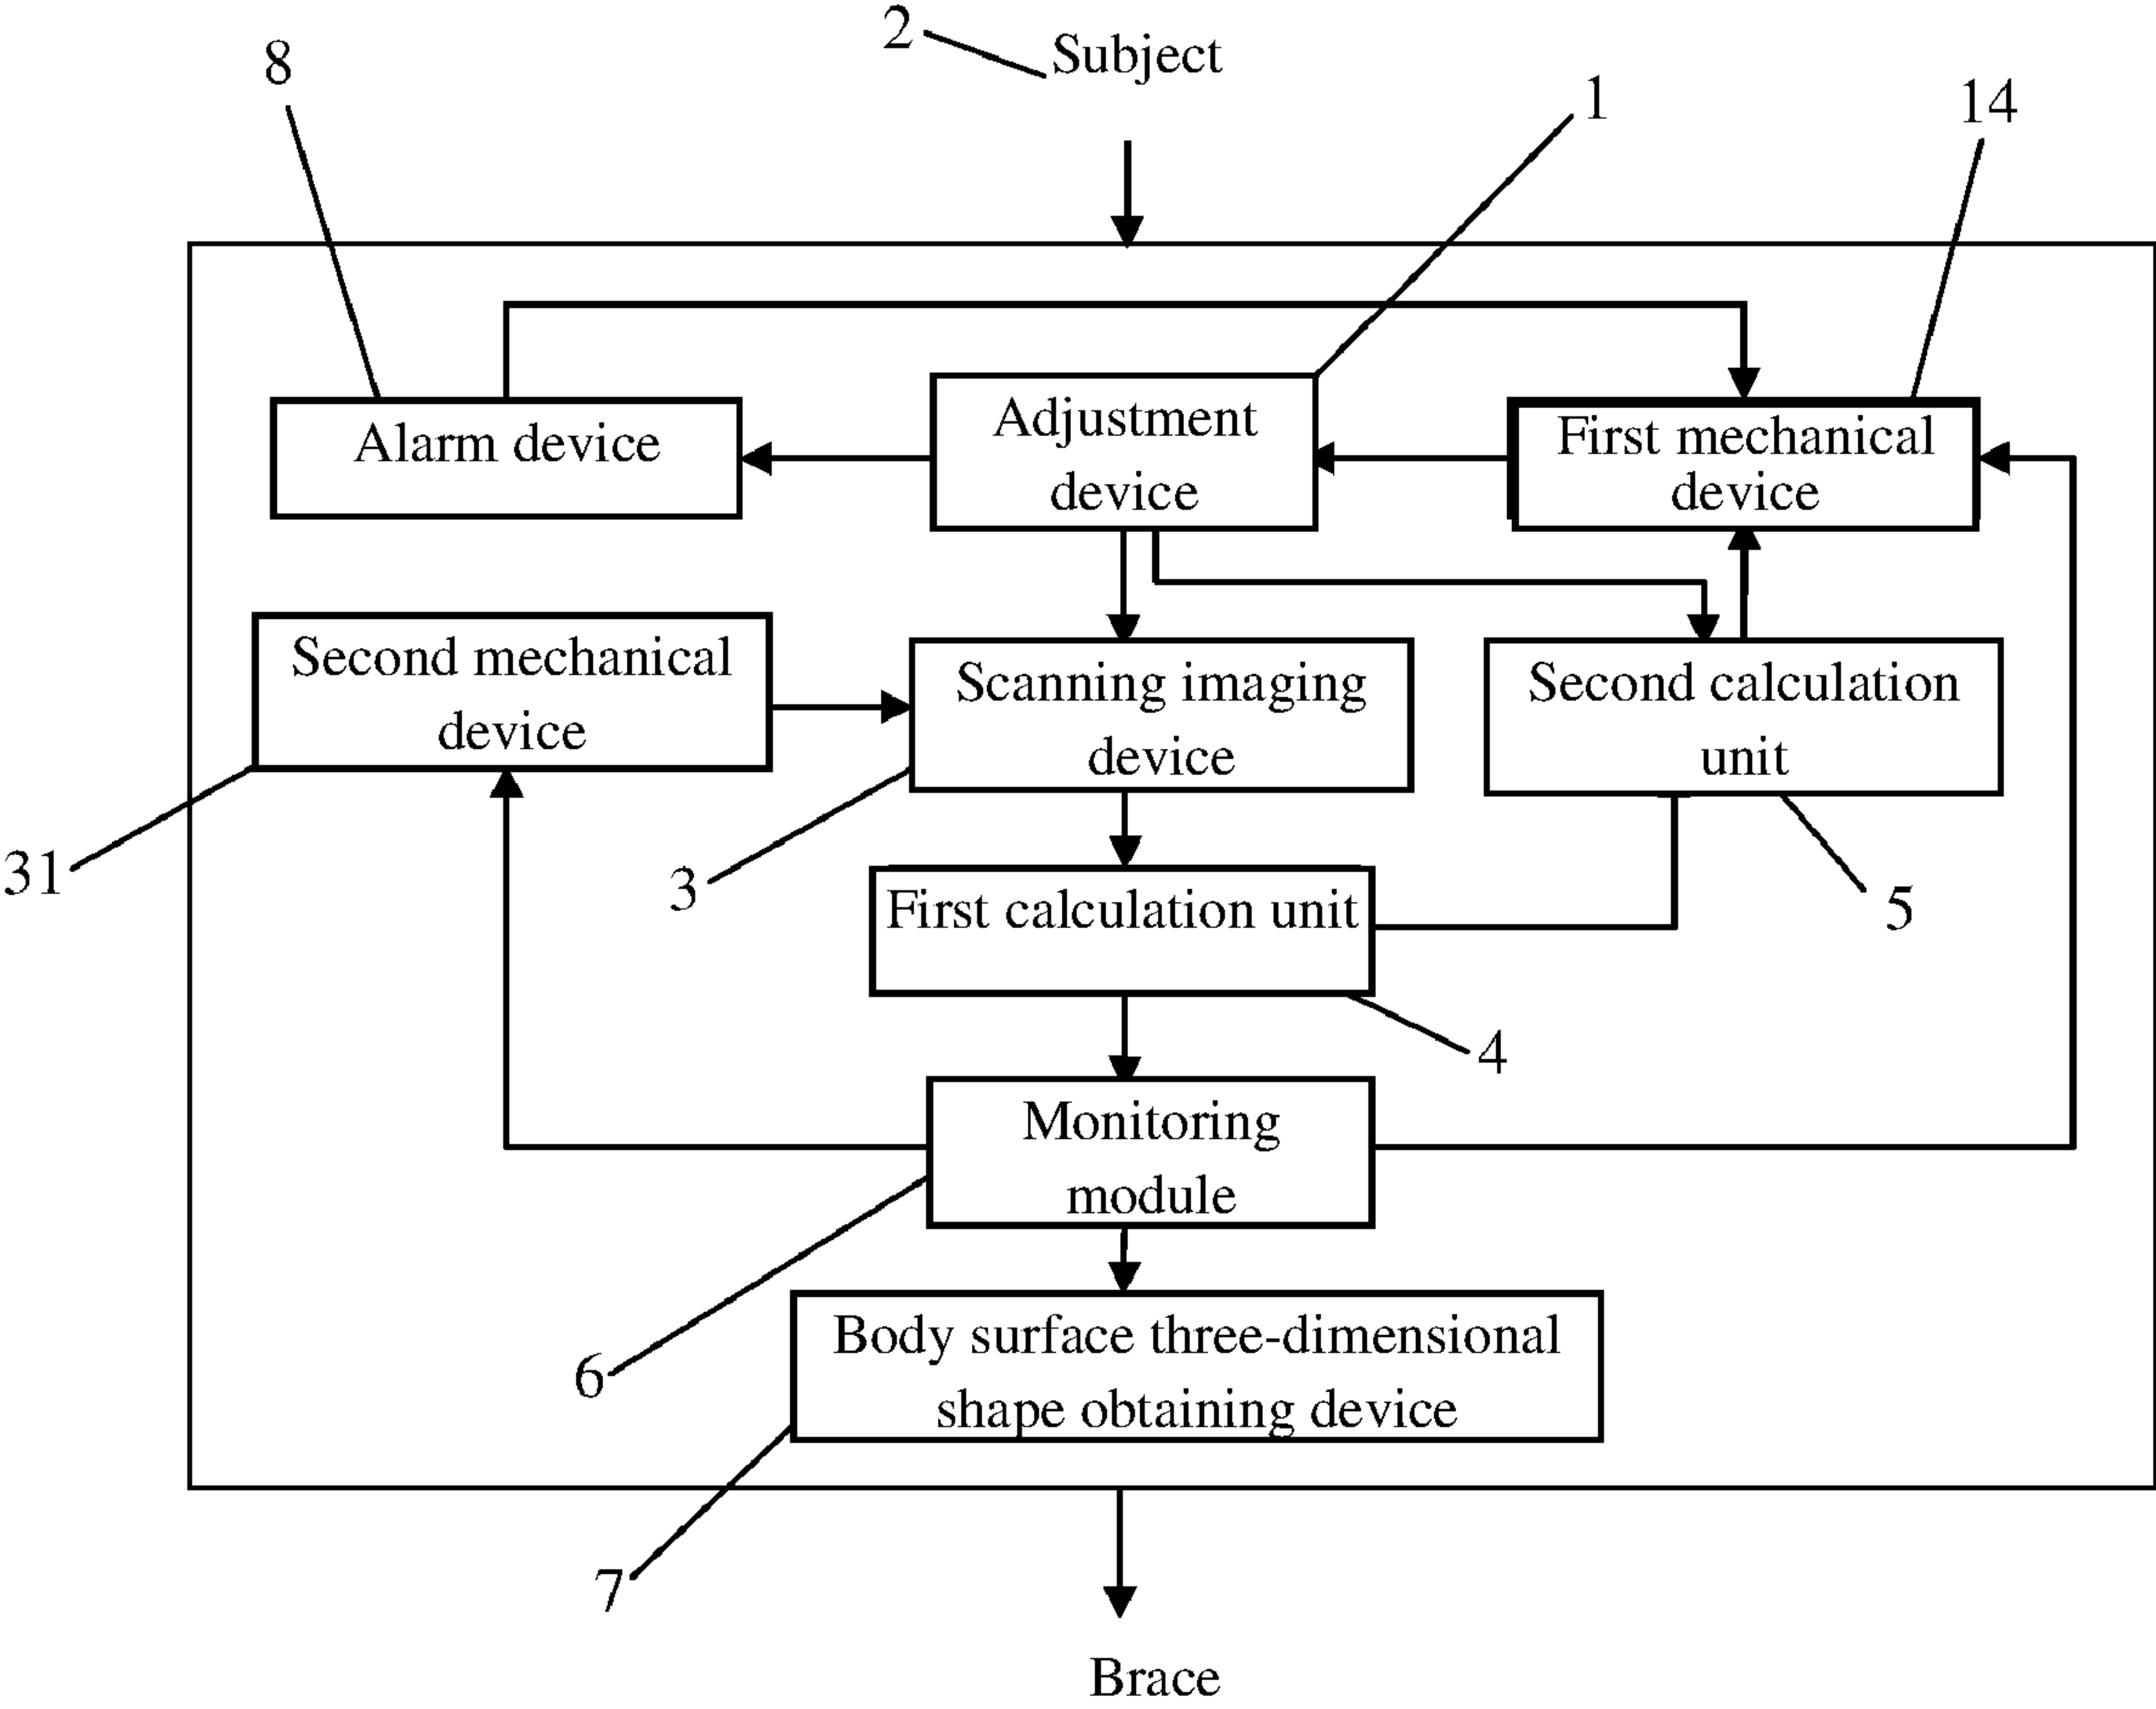 2
Subject
8
1
14
Alarm device
Adjustment
device
First mechanical
device
Second mechanical
device
Scanning imaging
device
Second calculation
unit
31
3
First calculation unit
5
4
Monitoring
module
6
Body surface three-dimensional
shape obtaining device
7
Brace